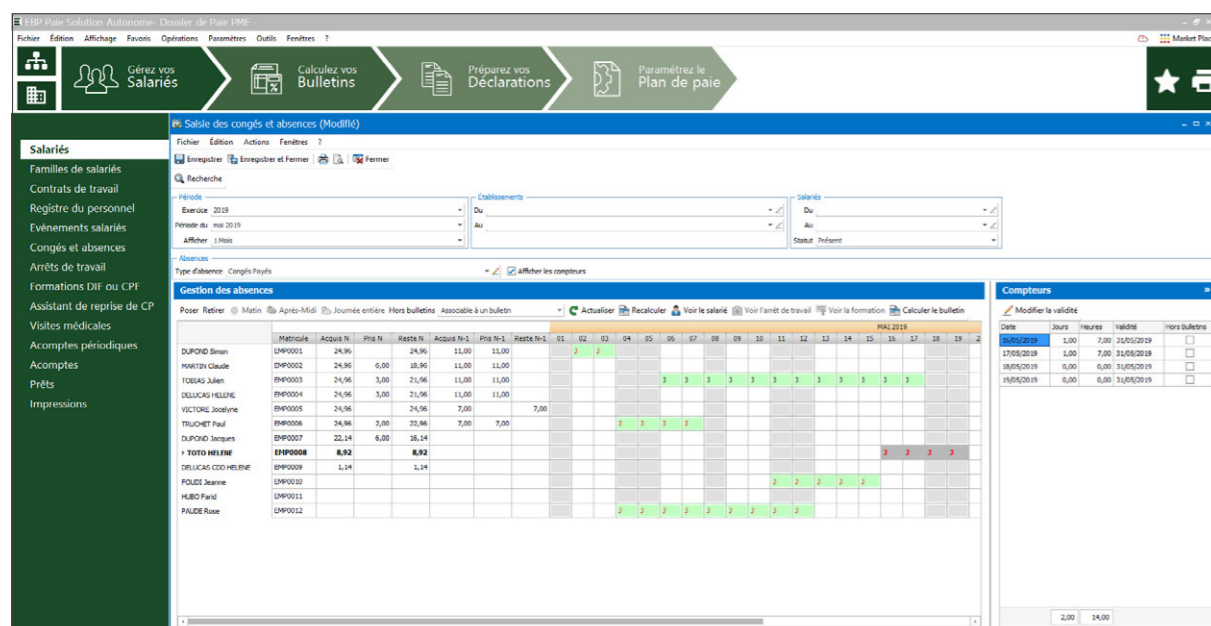 EBP Paie Solution Autonome- Dossier de Paie PME -
Fichier Édition Affichage Favoris Opérations Paramètres Outils Fenêtres ?
Market Plac
Gérez vos Salariés
Calculez vos Bulletins
Préparez vos Déclarations
Paramétrez le Plan de paie
Salariés
Familles de salariés
Contrats de travail
Registre du personnel
Evènements salariés
Congés et absences
Arrêts de travail
Formations DIF ou CPF
Assistant de reprise de CP
Visites médicales
Acomptes périodiques
Acomptes
Prêts
Impressions
Saisie des congés et absences (Modifié)
Fichier Édition Actions Fenêtres ?
Enregistrer Enregistrer et Fermer Fermer
Recherche
Période Établissements Salariés
Exercice 2019 Du Du
Période du mai 2019 Au Au
Afficher 1 Mois Statut Présent
Absences
Type d'absence Congés Payés Afficher les compteurs
Gestion des absences
Poser Retirer Matin Après-Midi Journée entière Hors bulletins Associable à un bulletin Actualiser Recalculer Voir le salarié Voir l'arrêt de travail Voir la formation Calculer le bulletin
MAI 2019
Matricule Acquis N Pris N Reste N Acquis N-1 Pris N-1 Reste N-1 01 02 03 04 05 06 07 08 09 10 11 12 13 14 15 16 17 18 19 2
DUPOND Simon EMP0001 24,96 24,96 11,00 11,00 J J
MARTIN Claude EMP0002 24,96 6,00 18,96 11,00 11,00
TOBIAS Julien EMP0003 24,96 3,00 21,96 11,00 11,00 J J J J J J J J J J J J
DELUCAS HELENE EMP0004 24,96 3,00 21,96 11,00 11,00
VICTORE Jocelyne EMP0005 24,96 24,96 7,00 7,00
TRUCHET Paul EMP0006 24,96 2,00 22,96 7,00 7,00 J J J J
DUPOND Jacques EMP0007 22,14 6,00 16,14
TOTO HELENE EMP0008 8,92 8,92 J J J J
DELUCAS CDD HELENE EMP0009 1,14 1,14
FOUDI Jeanne EMP0010 J J J J J
HUBO Farid EMP0011
PAUDE Rose EMP0012 J J J J J J J J J
Compteurs »
Modifier la validité
Date Jours Heures Validité Hors Bulletins
16/05/2019 1,00 7,00 31/05/2019
17/05/2019 1,00 7,00 31/05/2019
18/05/2019 0,00 0,00 31/05/2019
19/05/2019 0,00 0,00 31/05/2019
2,00 14,00